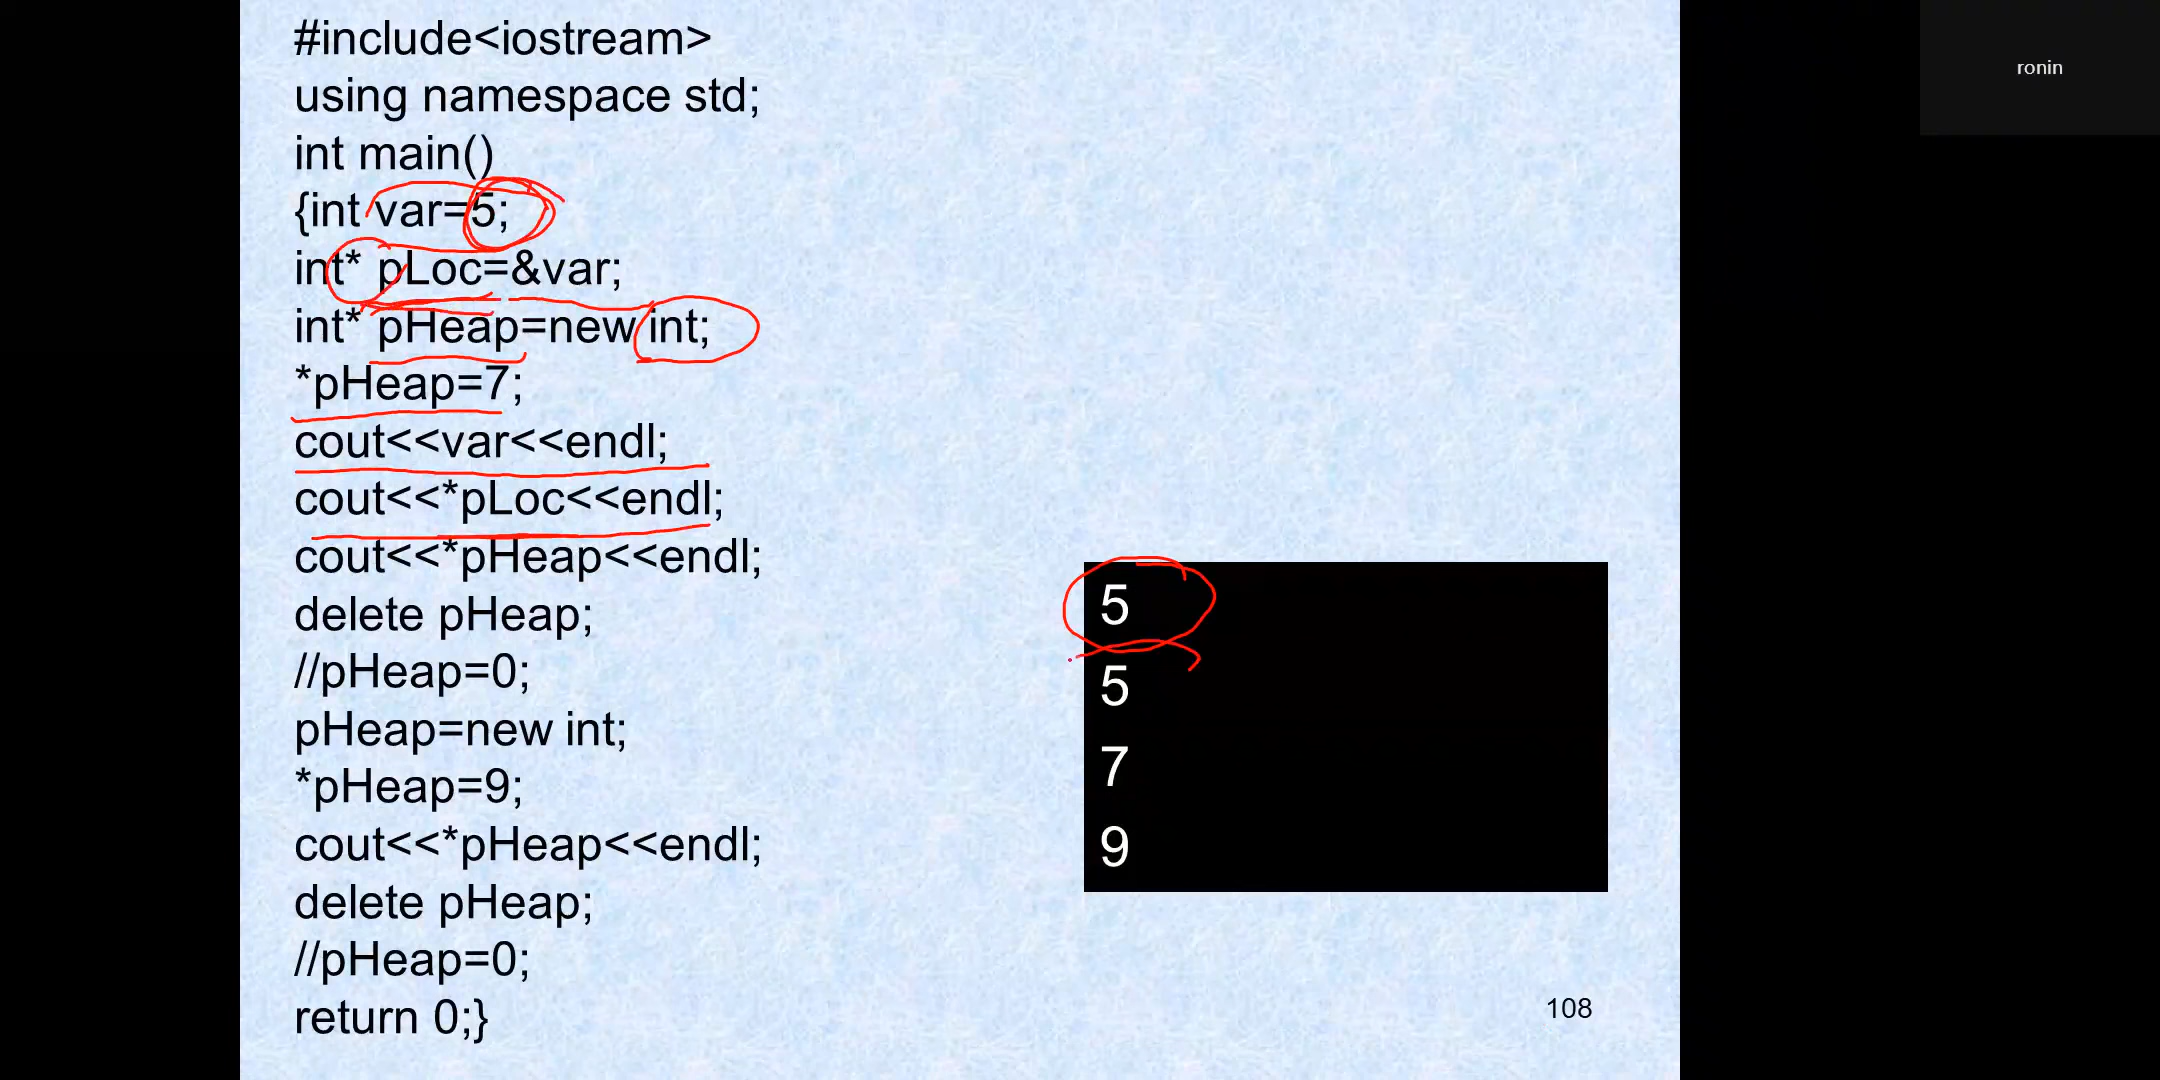 #include<iostream>
using namespace std;
int main()
{int var=5;
int* pLoc=&var;
int* pHeap=new int;
*pHeap=7;
cout<<var<<endl;
cout<<*pLoc<<endl;
cout<<*pHeap<<endl;
delete pHeap;
//pHeap=0;
pHeap=new int;
*pHeap=9;
cout<<*pHeap<<endl;
delete pHeap;
//pHeap=0;
return 0;}
5
5
7
9
108
ronin